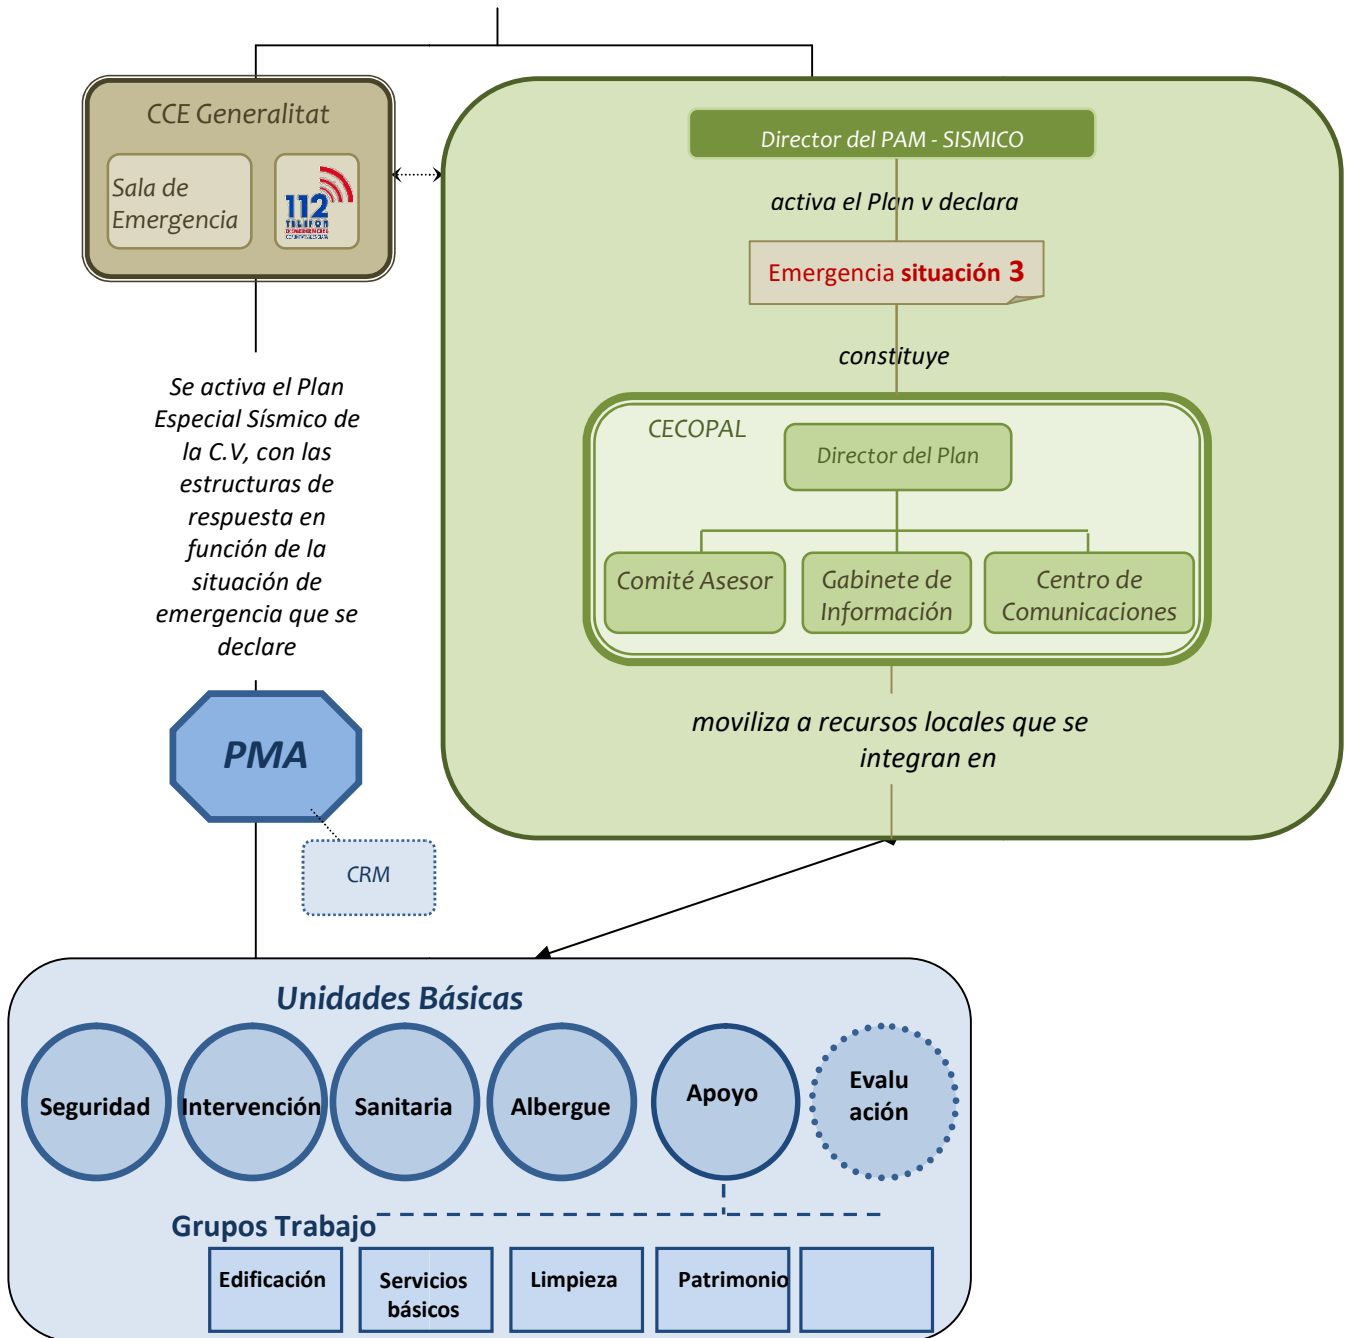 CCE Generalitat
Sala de
Emergencia
112
Director del PAM - SISMICO
activa el Plan v declara
Emergencia situación 3
constituye
CECOPAL
Director del Plan
Comité Asesor
Gabinete de
Información
Centro de
Comunicaciones
moviliza a recursos locales que se
integran en
Se activa el Plan
Especial Sísmico de
la C.V, con las
estructuras de
respuesta en
función de la
situación de
emergencia que se
declare
PMA
CRM
Unidades Básicas
Seguridad
Intervención
Sanitaria
Albergue
Apoyo
Evalu
ación
Grupos Trabajo
Edificación
Servicios
básicos
Limpieza
Patrimonio